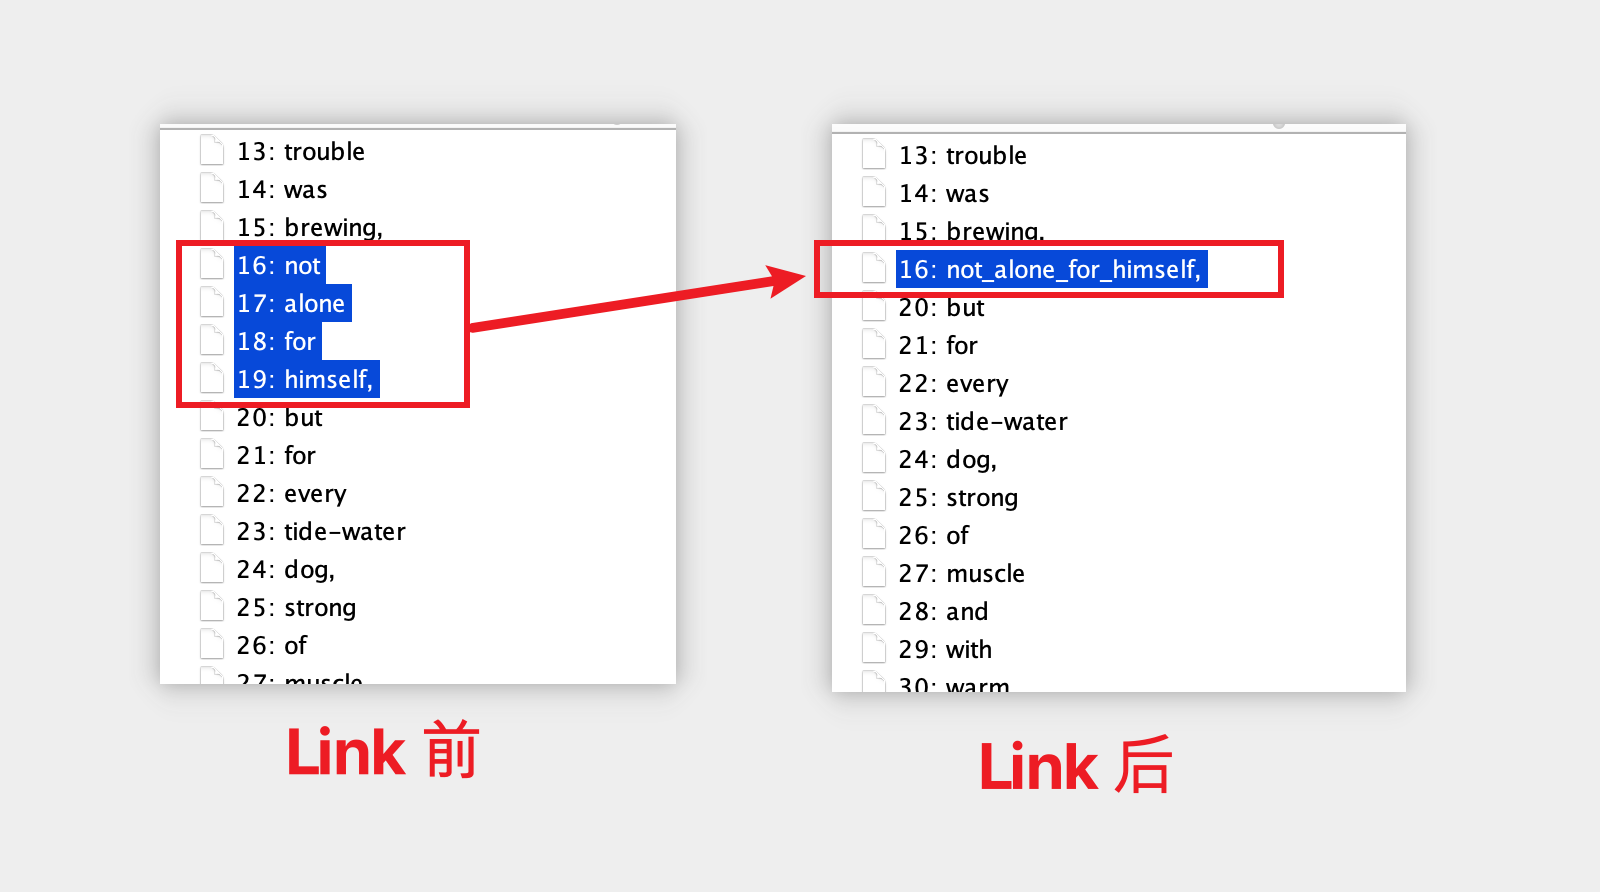 13: trouble
14: was
15: brewing,
16: not
17: alone
18: for
19: himself,
20: but
21: for
22: every
23: tide-water
24: dog,
25: strong
26: of
27: muscle
Link 前
13: trouble
14: was
15: brewing,
16: not_alone_for_himself,
20: but
21: for
22: every
23: tide-water
24: dog,
25: strong
26: of
27: muscle
28: and
29: with
30: warm
Link 后